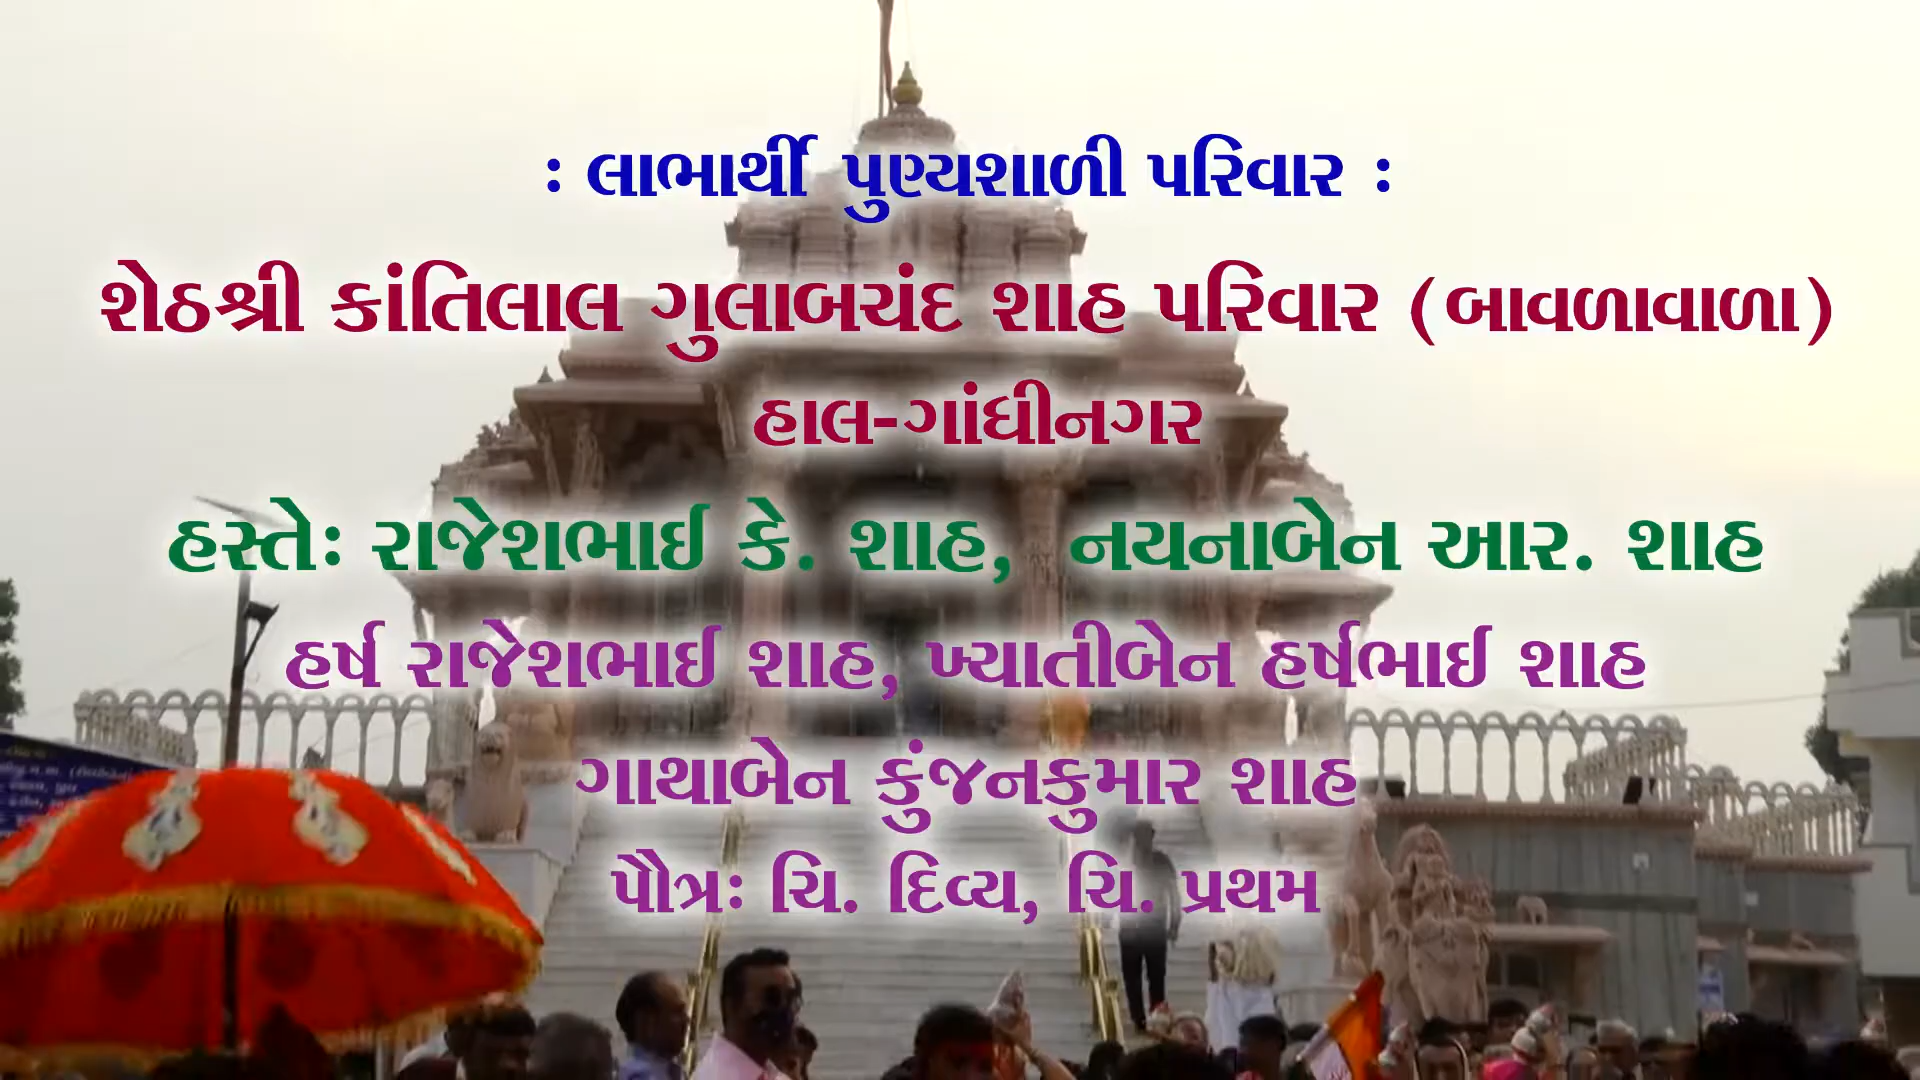 : લાભાર્થી પુણ્યશાળી પરિવાર :
શેઠશ્રી કાંતિલાલ ગુલાબચંદ શાહ પરિવાર (બાવળાવાળા)
હાલ-ગાંધીનગર
હસ્તેઃ રાજેશભાઈ કે. શાહ, નયનાબેન આર. શાહ
હર્ષ રાજેશભાઈ શાહ, ખ્યાતીબેન હર્ષભાઈ શાહ
ગાથાબેન કુંજનકુમાર શાહ
પૌત્રઃ ચિ. દિવ્ય, ચિ. પ્રથમ